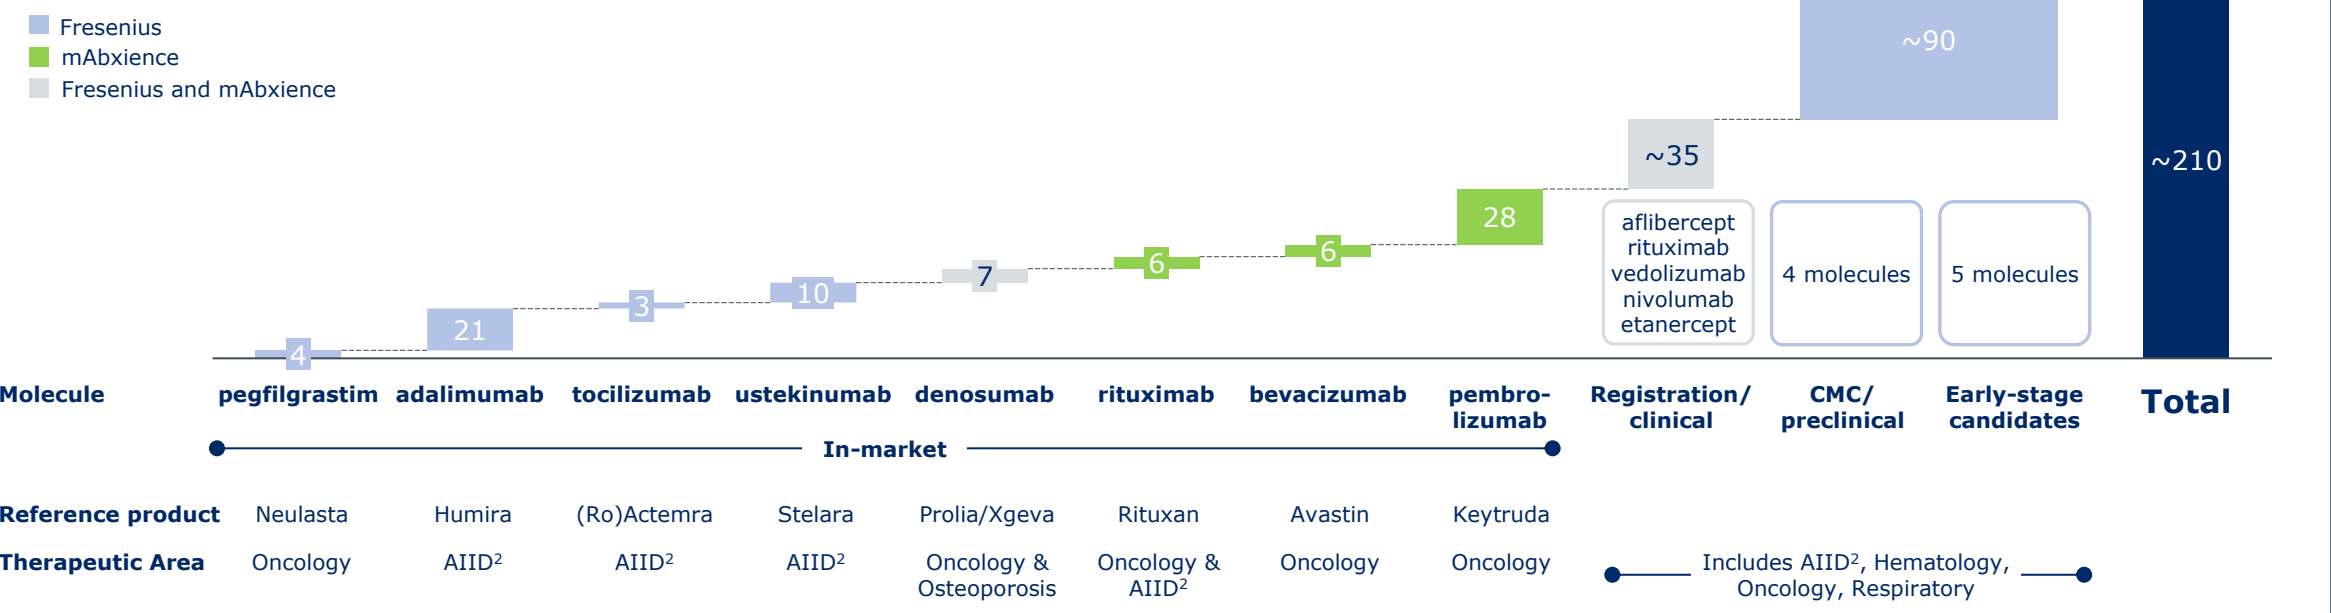 Fresenius
mAbxience
Fresenius and mAbxience
~90
~35
~210
28
6
6
7
10
3
21
4
aflibercept
rituximab
vedolizumab
nivolumab
etanercept
4 molecules
5 molecules
Molecule
pegfilgrastim
adalimumab
tocilizumab
ustekinumab
denosumab
rituximab
bevacizumab
pembro-
lizumab
Registration/
clinical
CMC/
preclinical
Early-stage
candidates
Total
In-market
Reference product
Neulasta
Humira
(Ro)Actemra
Stelara
Prolia/Xgeva
Rituxan
Avastin
Keytruda
Therapeutic Area
Oncology
AIID²
AIID²
AIID²
Oncology &
Osteoporosis
Oncology &
AIID²
Oncology
Oncology
Includes AIID², Hematology,
Oncology, Respiratory